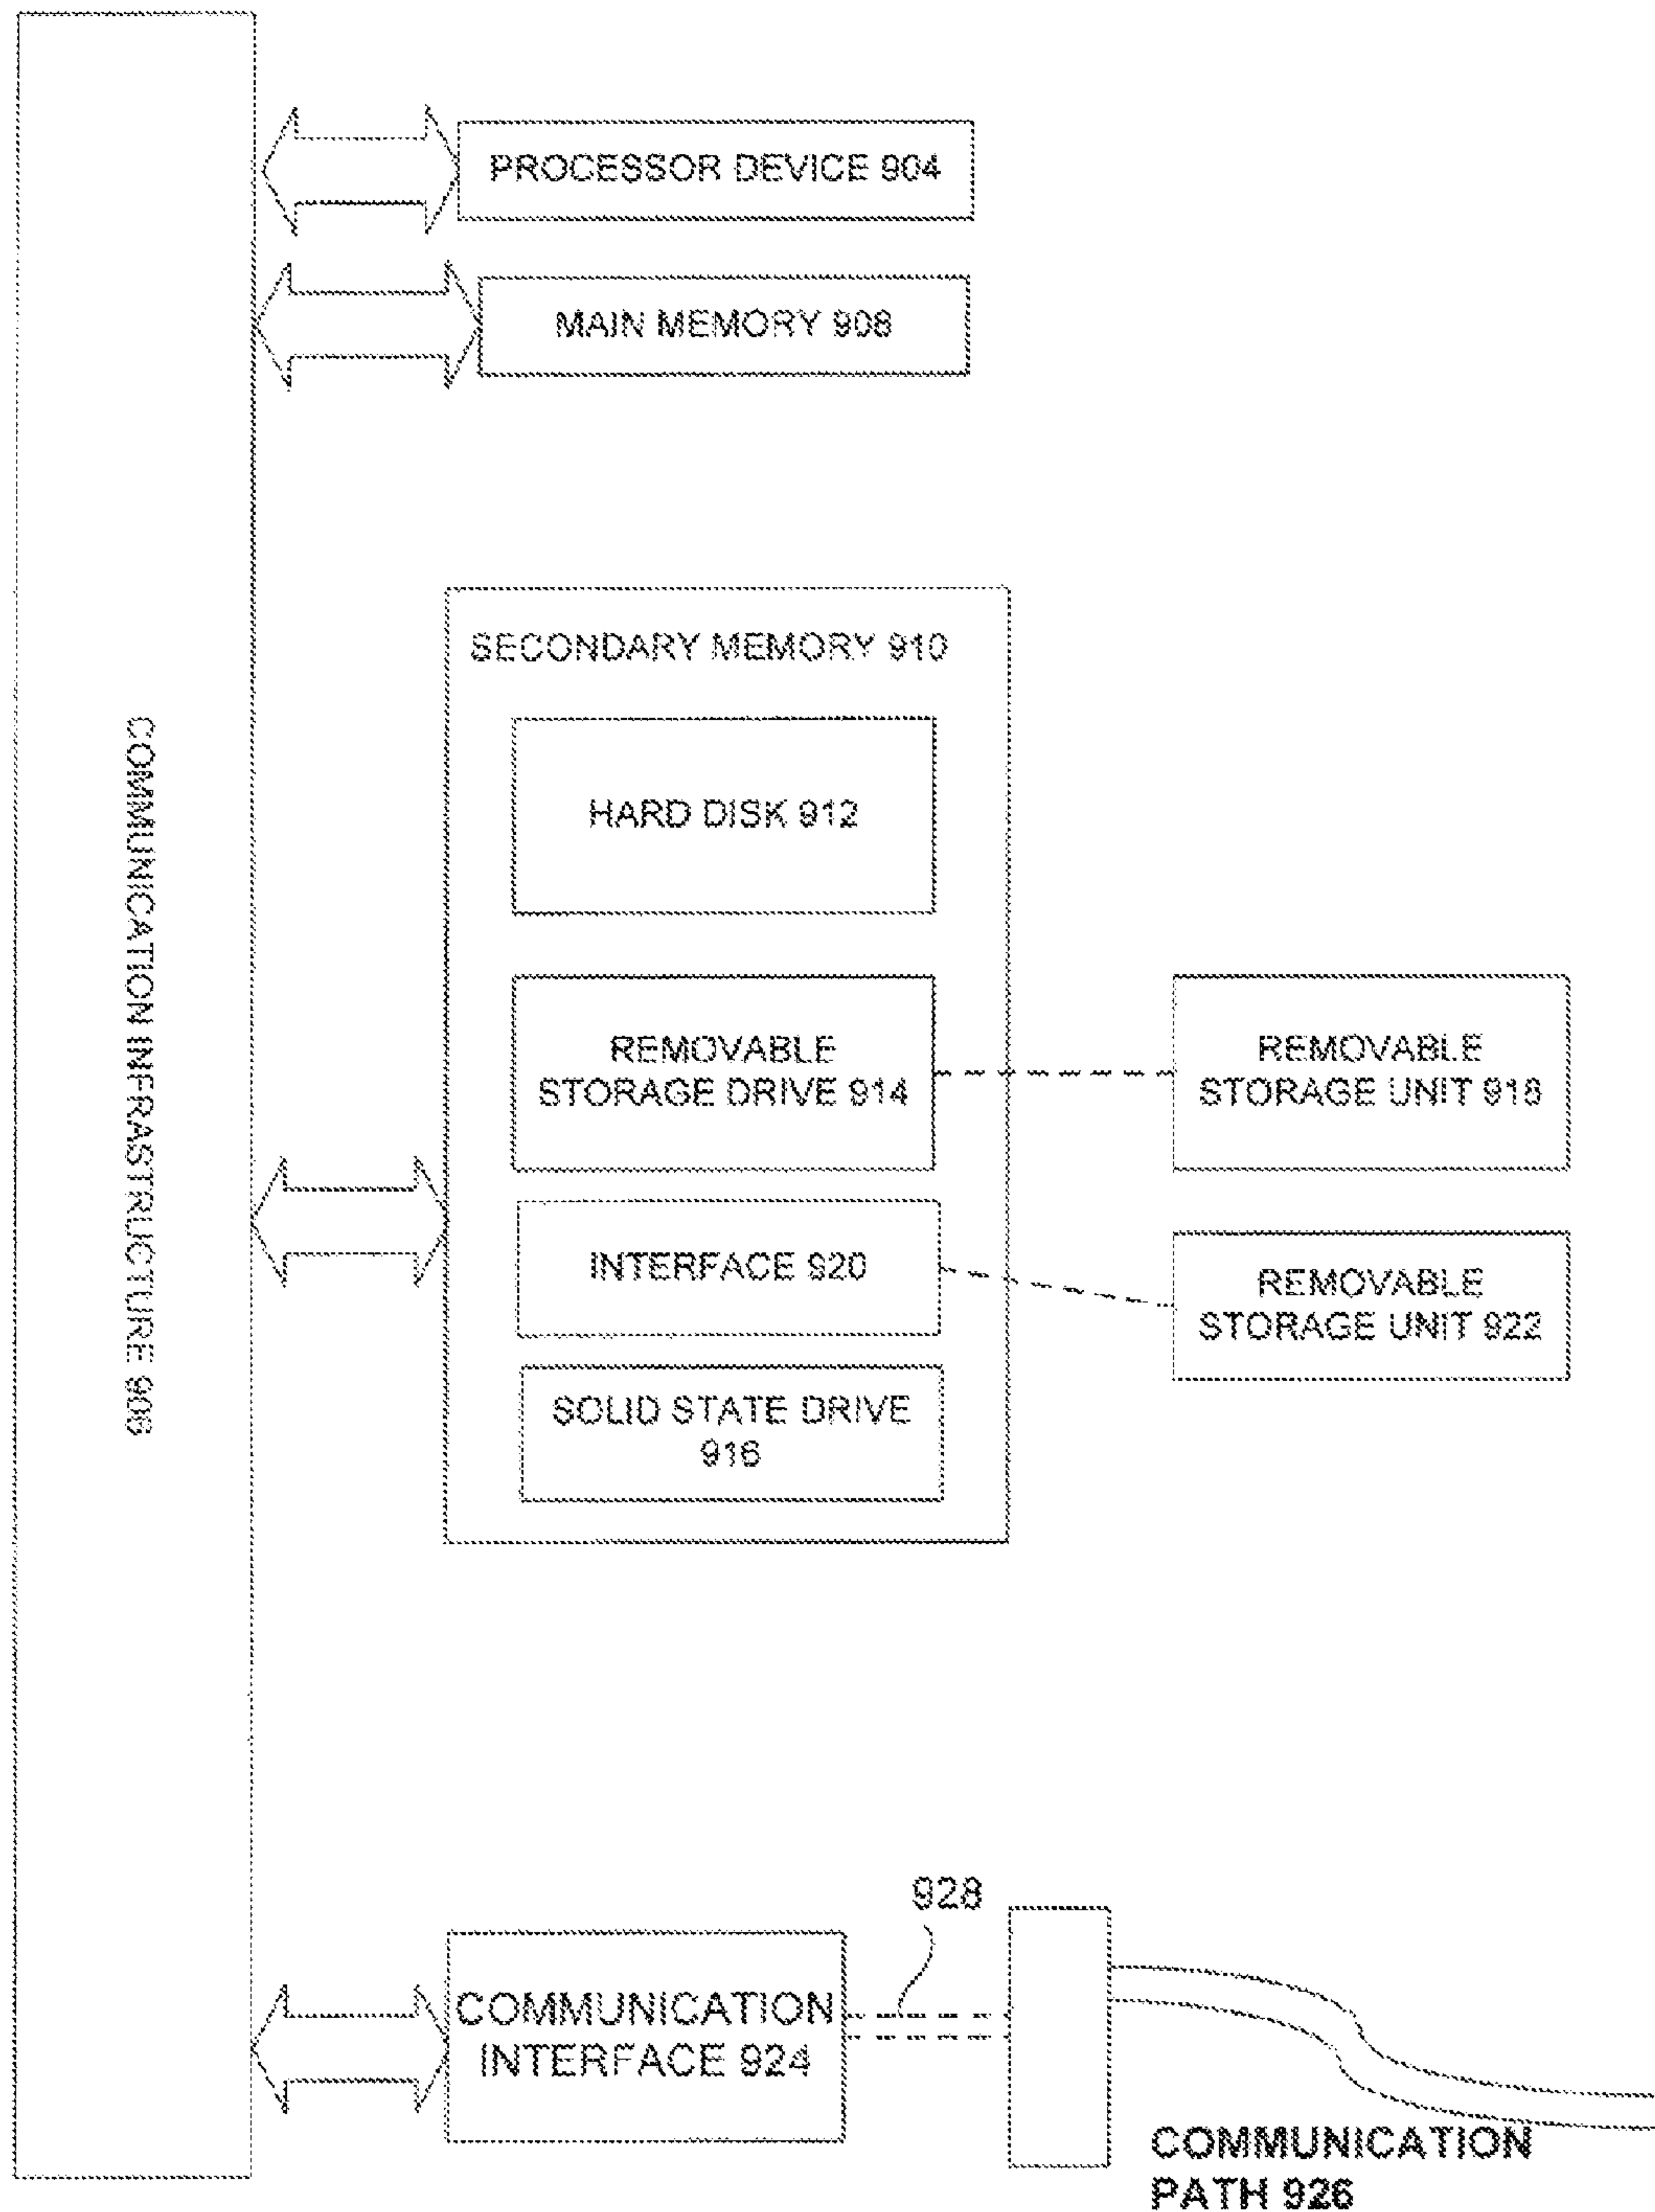 PROCESSOR DEVICE 904
MAIN MEMORY 908
COMMUNICATION INFRASTRUCTURE 906
SECONDARY MEMORY 910
HARD DISK 912
REMOVABLE
STORAGE DRIVE 914
REMOVABLE
STORAGE UNIT 918
INTERFACE 920
REMOVABLE
STORAGE UNIT 922
SOLID STATE DRIVE
916
928
COMMUNICATION
INTERFACE 924
COMMUNICATION
PATH 926